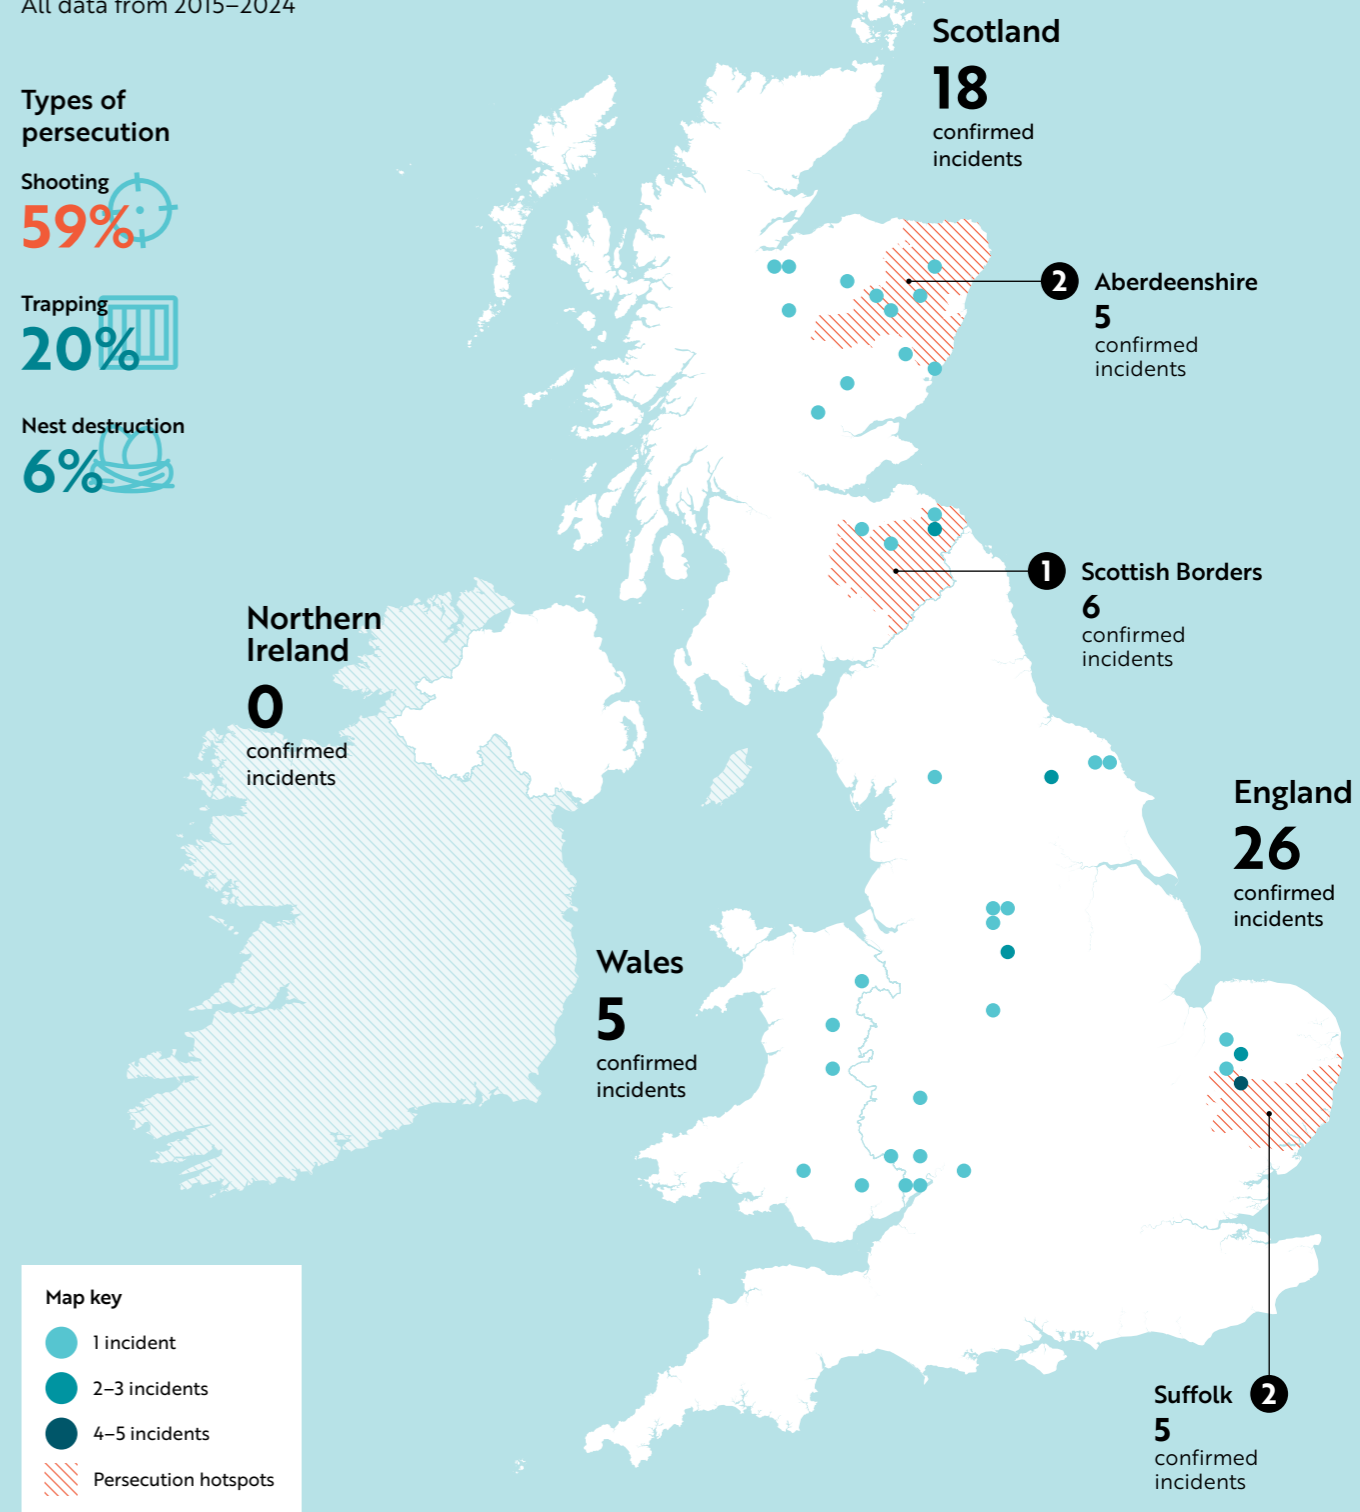 All data from 2015–2024
Types of
persecution
Shooting
59%
Trapping
20%
Nest destruction
6%
Scotland
18
confirmed
incidents
2
Aberdeenshire
5
confirmed
incidents
1
Scottish Borders
6
confirmed
incidents
Northern
Ireland
0
confirmed
incidents
England
26
confirmed
incidents
Wales
5
confirmed
incidents
Map key
1 incident
2–3 incidents
4–5 incidents
Persecution hotspots
Suffolk
2
5
confirmed
incidents